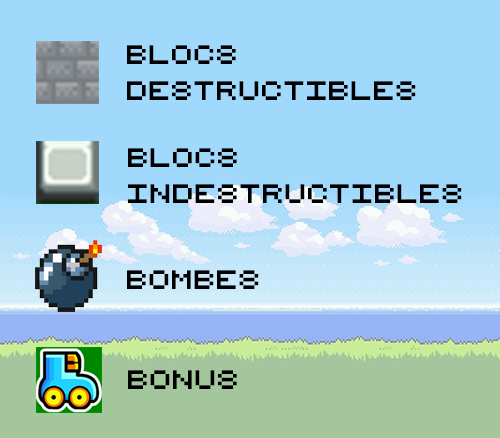 BLOCS
DESTRUCTIBLES
BLOCS
INDESTRUCTIBLES
BOMBES
BONUS